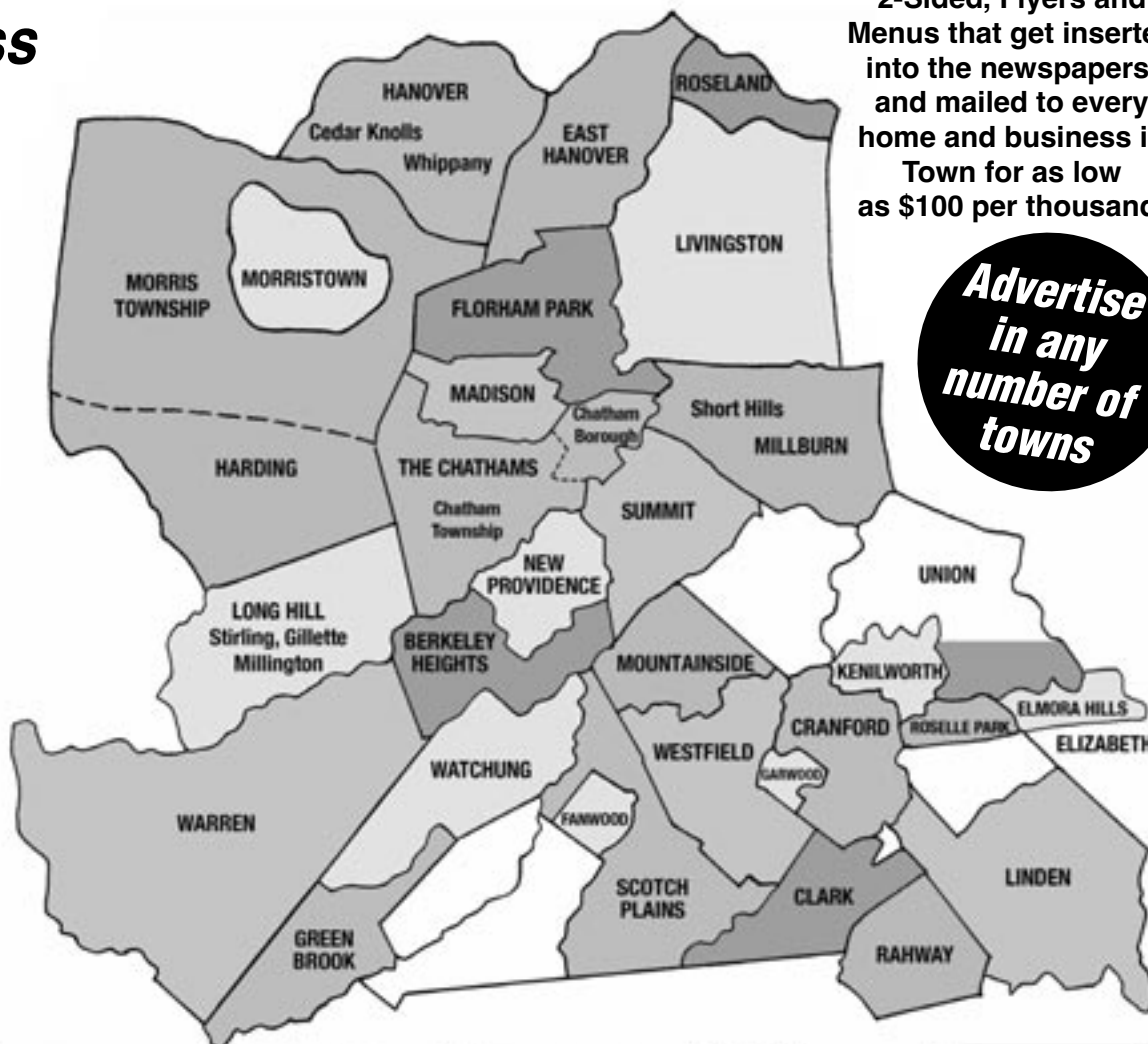 ss
2-Sided, Flyers and
Menus that get inserte
into the newspapers
and mailed to every
home and business i
Town for as low
as $100 per thousand
Advertise
in any
number of
towns
HANOVER
Cedar Knolls
Whippany
EAST
HANOVER
ROSELAND
LIVINGSTON
MORRIS
TOWNSHIP
MORRISTOWN
FLORHAM PARK
MADISON
Chatham
Borough
Short Hills
MILLBURN
HARDING
THE CHATHAMS
Chatham
Township
SUMMIT
NEW
PROVIDENCE
UNION
LONG HILL
Stirling, Gillette
Millington
BERKELEY
HEIGHTS
MOUNTAINSIDE
KENILWORTH
ELMORA HILLS
ROSELLE PARK
ELIZABETH
CRANFORD
WESTFIELD
GARWOOD
WATCHUNG
FANWOOD
WARREN
SCOTCH
PLAINS
CLARK
LINDEN
GREEN
BROOK
RAHWAY